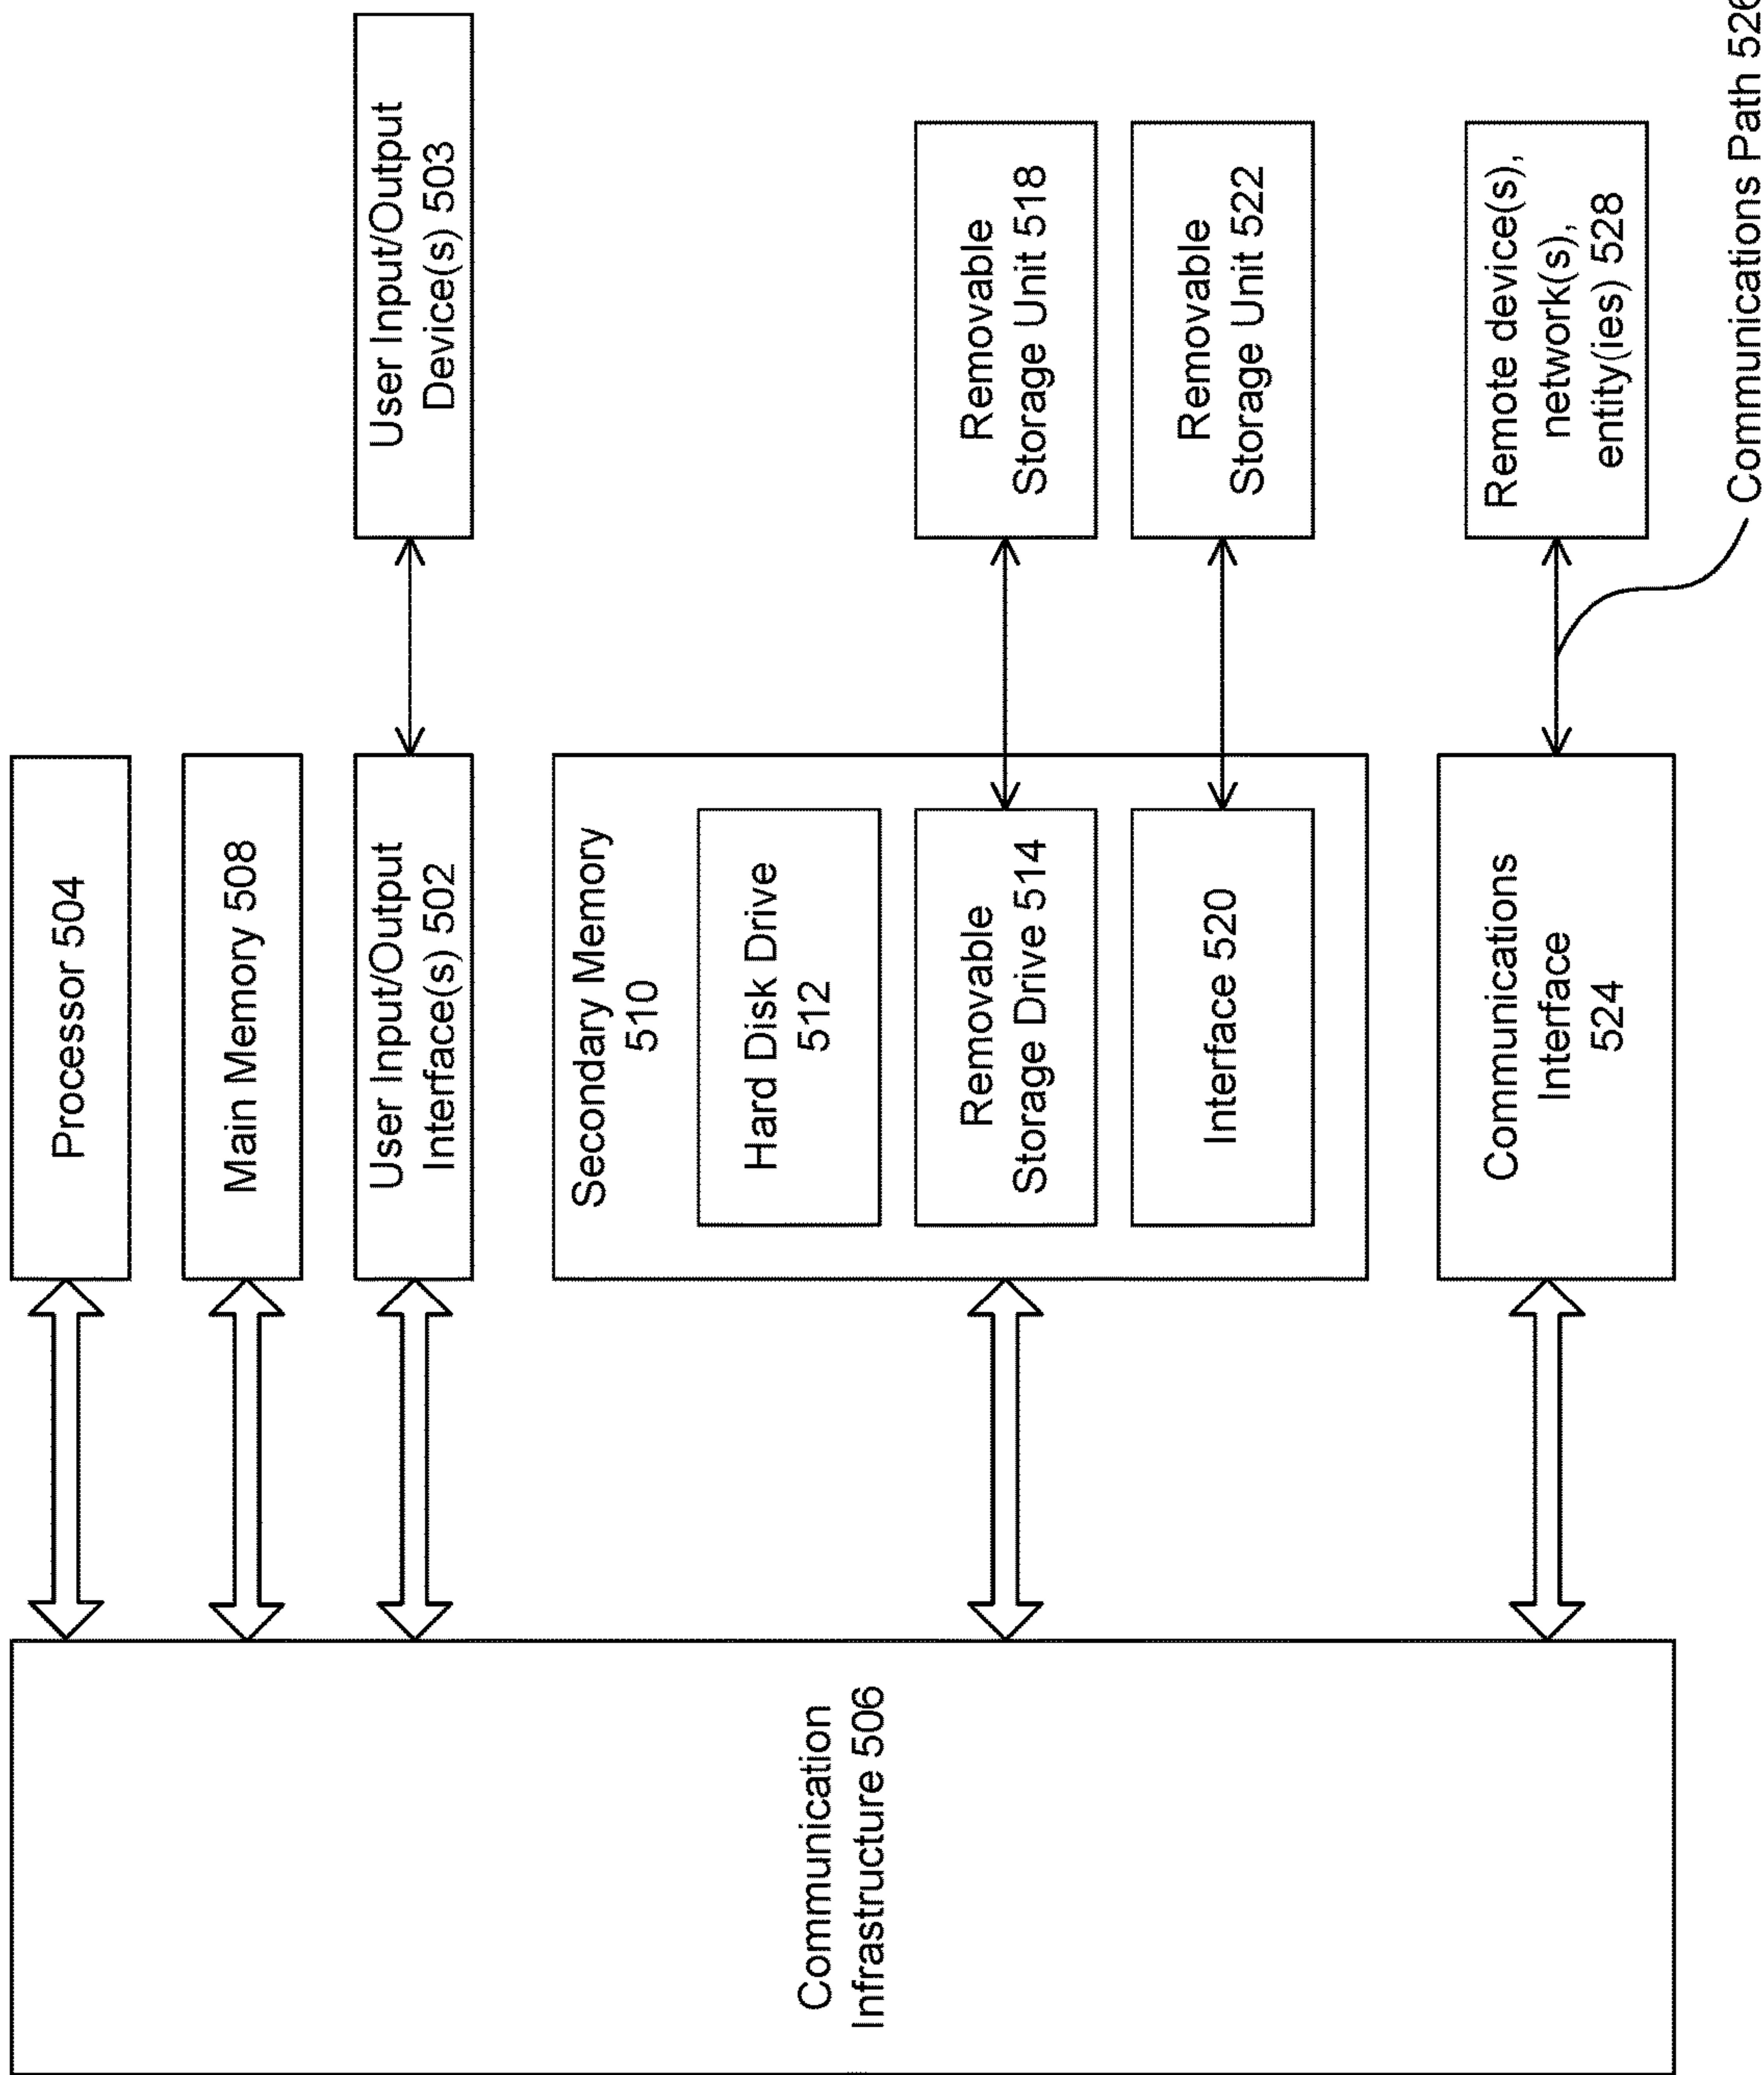 Processor 504
Main Memory 508
User Input/Output
Interface(s) 502
User Input/Output
Device(s) 503
Secondary Memory
510
Hard Disk Drive
512
Removable
Storage Drive 514
Interface 520
Removable
Storage Unit 518
Removable
Storage Unit 522
Communications
Interface
524
Remote device(s),
network(s),
entity(ies) 528
Communications Path 526
Communication
Infrastructure 506